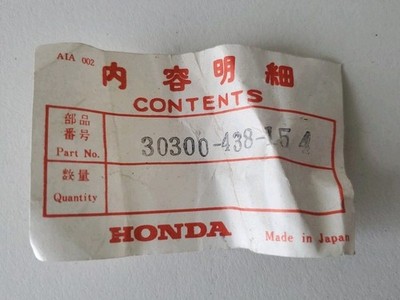 AIA 002
内容明細
CONTENTS
部品
番号
Part No.
30300-438-154
数量
Quantity
HONDA
Made in Japan